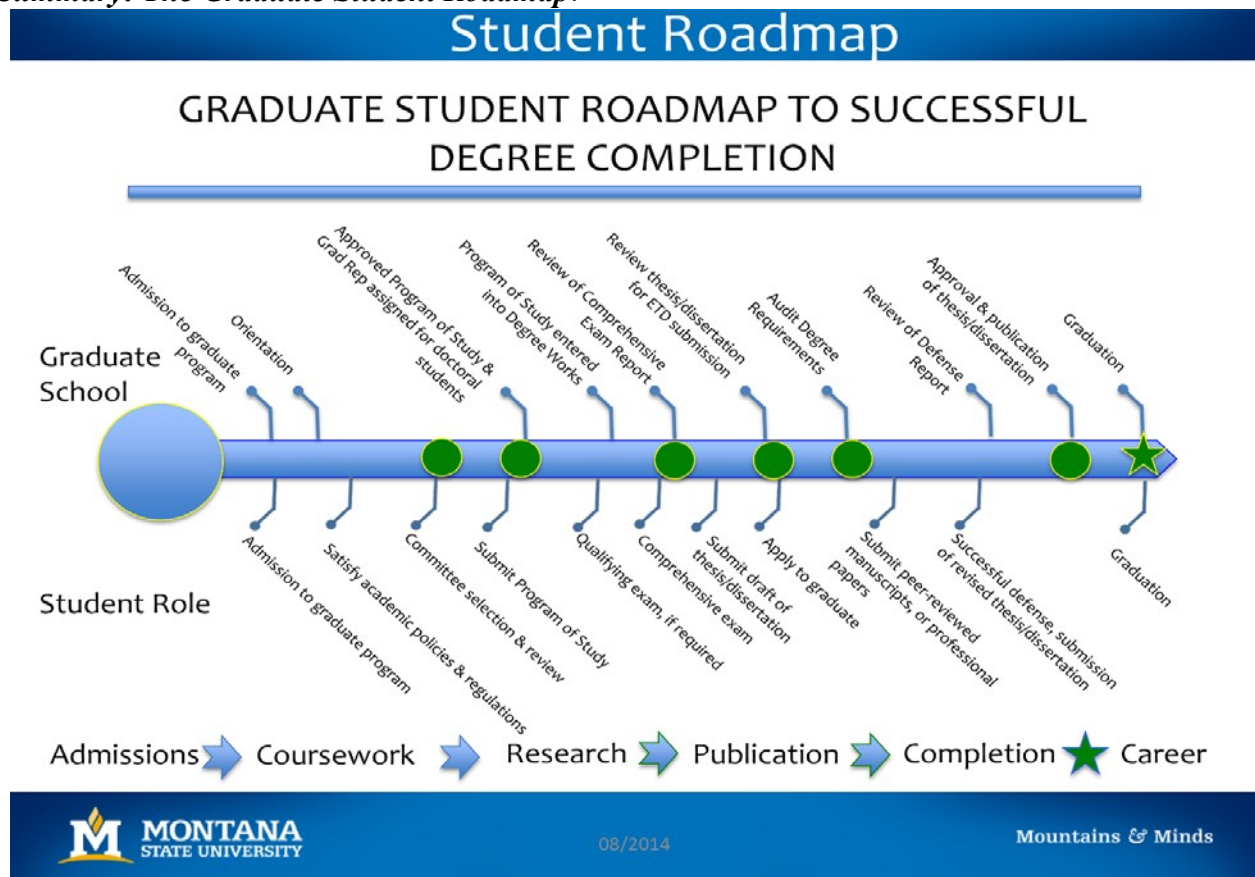 Summary: The Graduate Student Roadmap:
Student Roadmap
GRADUATE STUDENT ROADMAP TO SUCCESSFUL
DEGREE COMPLETION
Graduate
School
Admission to graduate
program
Orientation
Approved Program of Study &
Grad Rep assigned for doctoral
students
Program of Study entered
into Degree Works
Review of Comprehensive
Exam Report
Review thesis/dissertation
for ETD submission
Audit Degree
Requirements
Review of Defense
Report
Approval & publication
of thesis/dissertation
Graduation
Student Role
Admission to graduate program
Satisfy academic policies & regulations
Committee selection & review
Submit Program of Study
Qualifying exam, if required
Comprehensive exam
Submit draft of
thesis/dissertation
Apply to graduate
Submit peer-reviewed
manuscripts, or professional
papers
Successful defense, submission
of revised thesis/dissertation
Graduation
Admissions Coursework Research Publication Completion Career
M MONTANA
STATE UNIVERSITY
08/2014
Mountains & Minds